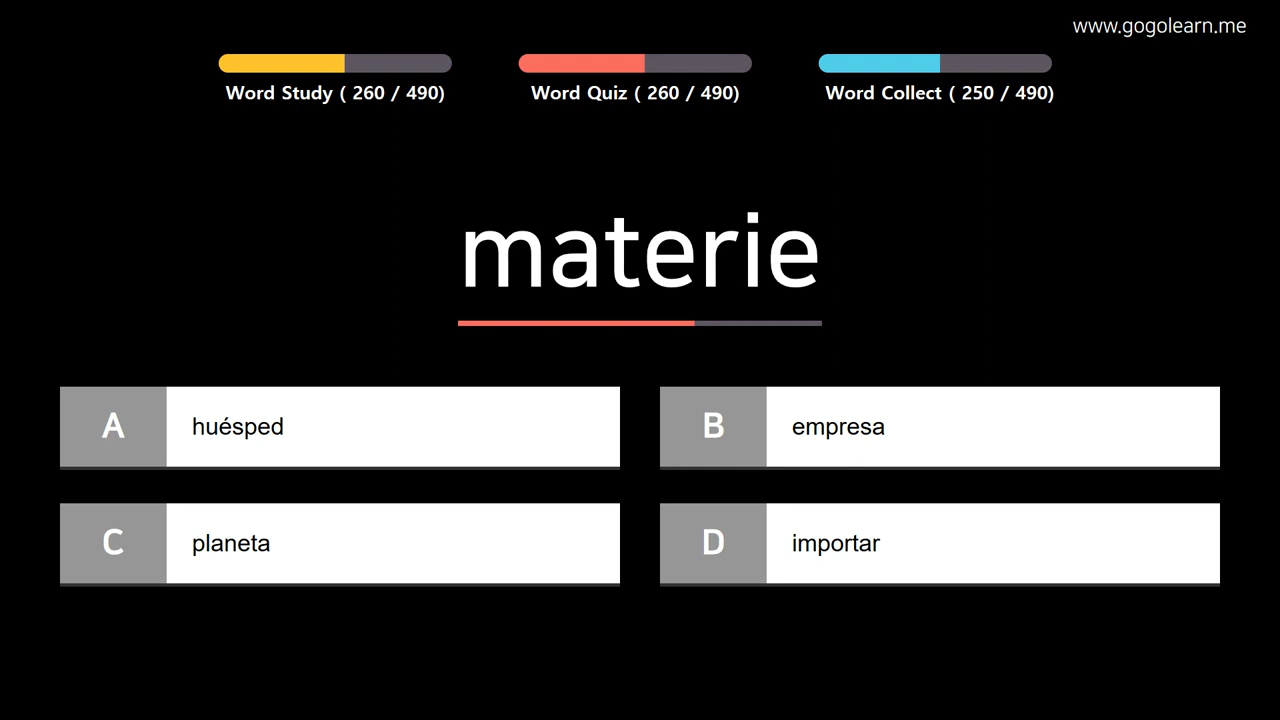 www.gogolearn.me
Word Study ( 260 / 490)
Word Quiz ( 260 / 490)
Word Collect ( 250 / 490)
materie
A huésped
B empresa
C planeta
D importar